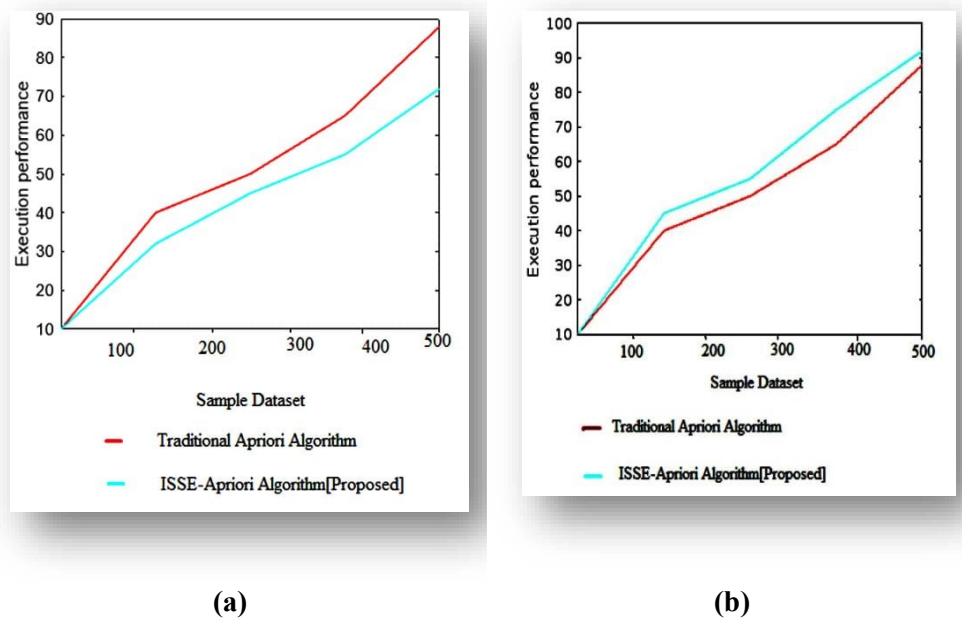 90
80
70
60
50
40
30
20
10
Execution performance
100 200 300 400 500
Sample Dataset
Traditional Apriori Algorithm
ISSE-Apriori Algorithm[Proposed]
(a)
100
90
80
70
60
50
40
30
20
10
Execution performance
100 200 300 400 500
Sample Dataset
Traditional Apriori Algorithm
ISSE-Apriori Algorithm[Proposed]
(b)